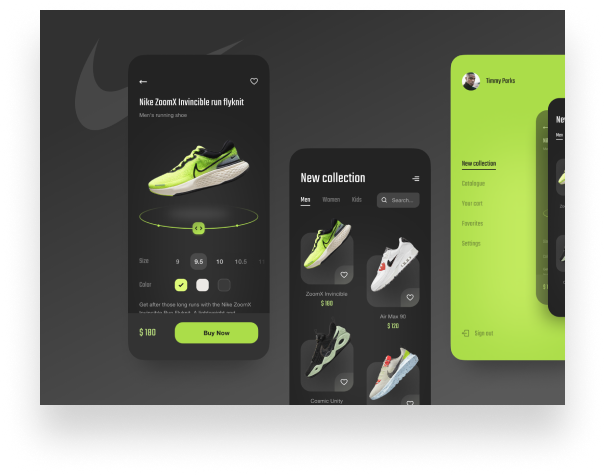 Nike ZoomX Invincible run flyknit
Men's running shoe
Size 9 9.5 10 10.5 11
Color
Get after those long runs with the Nike ZoomX
Invincible Run Flyknit. A lightweight and
$ 180
Buy Now
New collection
Men Women Kids
Search...
ZoomX Invincible
$ 180
Air Max 90
$ 120
Cosmic Unity
Timmy Parks
New collection
Catalogue
Your cart
Favorites
Settings
Sign out
Men